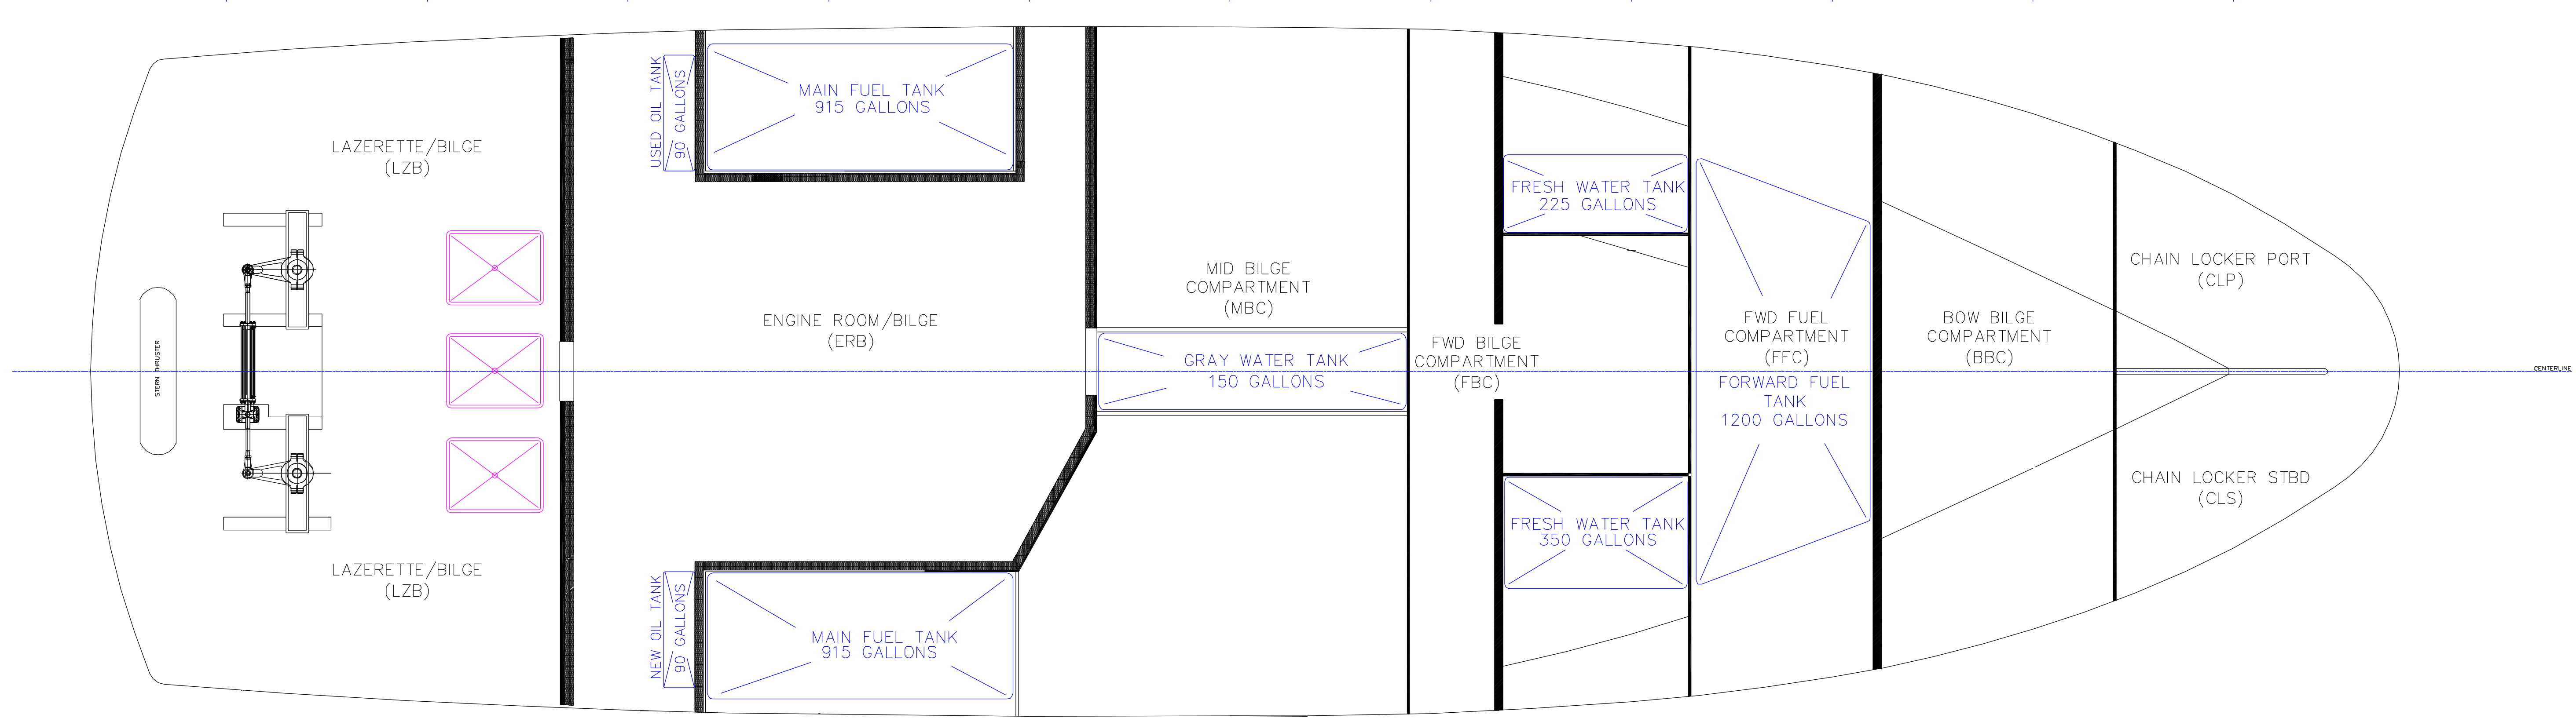 LAZERETTE/BILGE
(LZB)
STERN THRUSTER
LAZERETTE/BILGE
(LZB)
USED OIL TANK
90 GALLONS
MAIN FUEL TANK
915 GALLONS
ENGINE ROOM/BILGE
(ERB)
NEW OIL TANK
90 GALLONS
MAIN FUEL TANK
915 GALLONS
MID BILGE
COMPARTMENT
(MBC)
GRAY WATER TANK
150 GALLONS
FWD BILGE
COMPARTMENT
(FBC)
FRESH WATER TANK
225 GALLONS
FRESH WATER TANK
350 GALLONS
FWD FUEL
COMPARTMENT
(FFC)
FORWARD FUEL
TANK
1200 GALLONS
BOW BILGE
COMPARTMENT
(BBC)
CHAIN LOCKER PORT
(CLP)
CHAIN LOCKER STBD
(CLS)
CENTERLINE